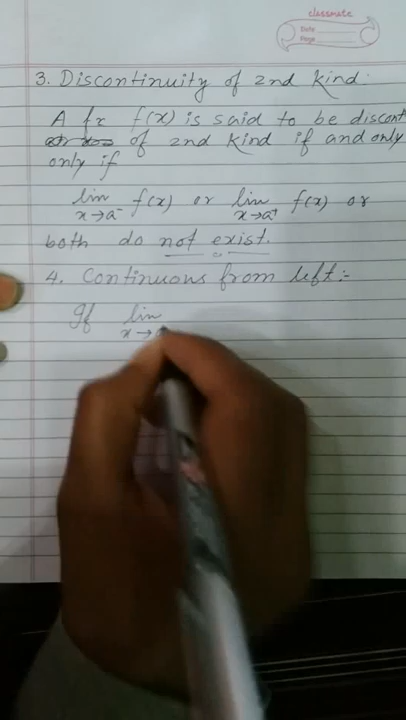 classmate
Date
Page
3. Discontinuity of 2nd Kind.
A fx f(x) is said to be discont
of 2nd Kind if and only
only if
lim x→a⁻ f(x) or lim x→a⁺ f(x) or
both do not exist.
4. Continuous from left:-
If lim x→